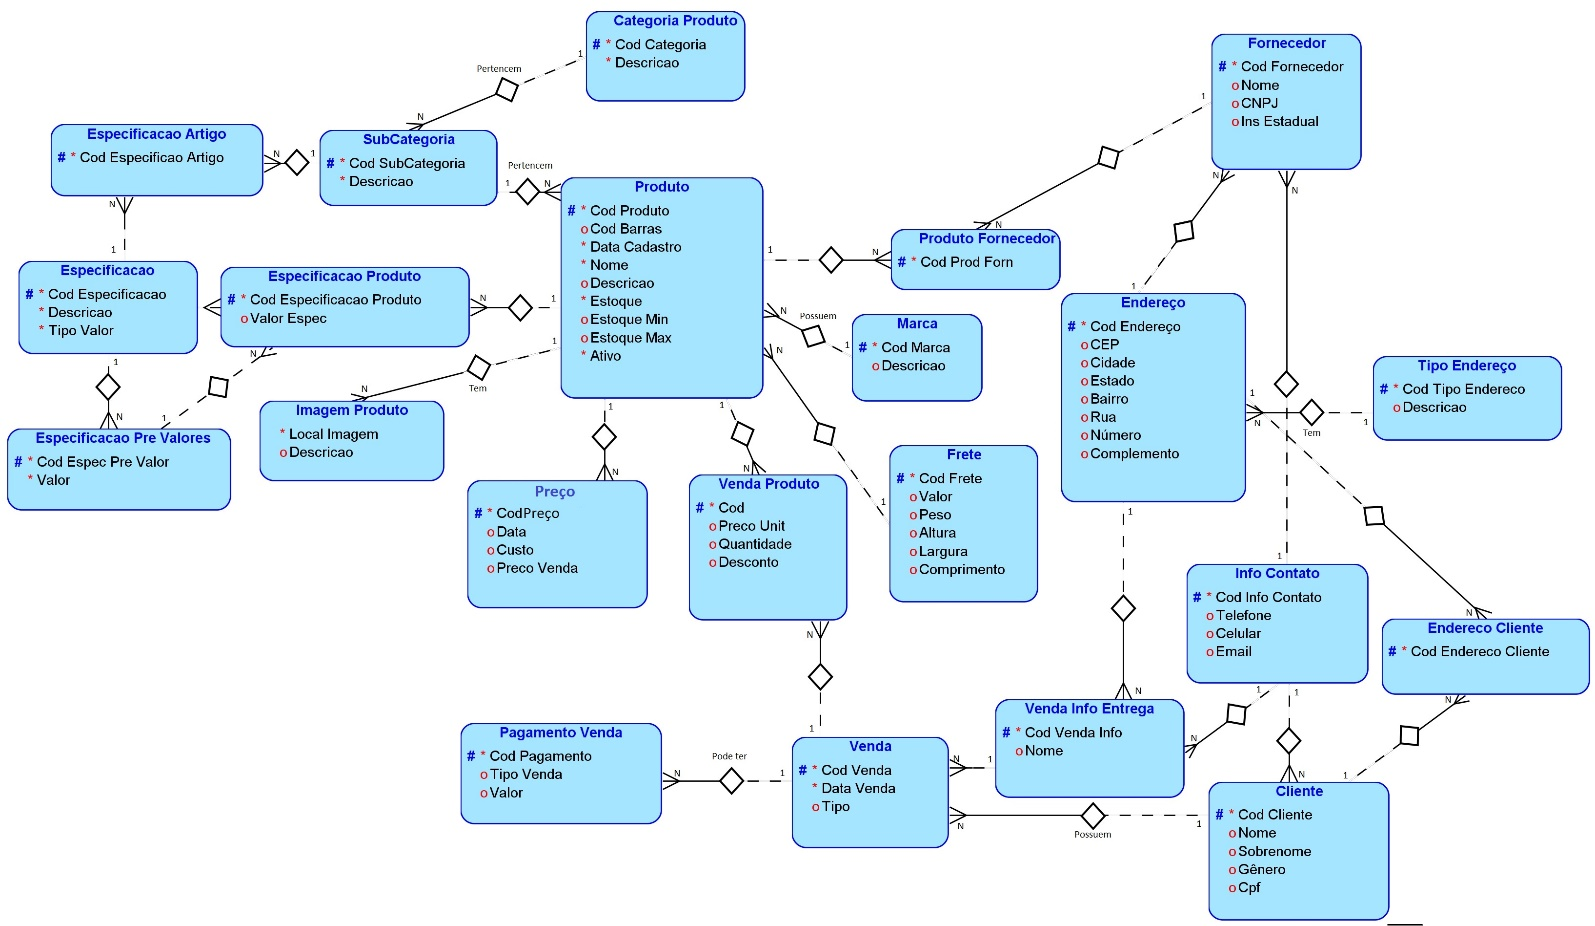 Categoria Produto
# * Cod Categoria
* Descricao
1
Pertencem
N
Fornecedor
# * Cod Fornecedor
o Nome
o CNPJ
o Ins Estadual
1
N
N
Especificacao Artigo
# * Cod Especificao Artigo
N
1
N
SubCategoria
# * Cod SubCategoria
* Descricao
Pertencem
1
N
Produto
# * Cod Produto
o Cod Barras
* Data Cadastro
* Nome
o Descricao
* Estoque
o Estoque Min
o Estoque Max
* Ativo
N
Produto Fornecedor
# * Cod Prod Forn
1
N
1
Especificacao
# * Cod Especificacao
* Descricao
* Tipo Valor
1
Especificacao Produto
# * Cod Especificacao Produto
o Valor Espec
N
1
N
1
N
Possuem
1
Marca
# * Cod Marca
o Descricao
1
Endereço
# * Cod Endereço
o CEP
o Cidade
o Estado
o Bairro
o Rua
o Número
o Complemento
Tipo Endereço
# * Cod Tipo Endereco
o Descricao
1
N
Tem
1
1
N
1
N
Tem
1
N
Imagem Produto
* Local Imagem
o Descricao
Especificacao Pre Valores
# * Cod Espec Pre Valor
* Valor
1
N
Preço
# * CodPreço
o Data
o Custo
o Preco Venda
1
N
Venda Produto
# * Cod
o Preco Unit
o Quantidade
o Desconto
N
N
1
Frete
# * Cod Frete
o Valor
o Peso
o Altura
o Largura
o Comprimento
1
1
Info Contato
# * Cod Info Contato
o Telefone
o Celular
o Email
N
Endereco Cliente
# * Cod Endereco Cliente
N
1
1
1
N
Venda Info Entrega
# * Cod Venda Info
o Nome
N
Pagamento Venda
# * Cod Pagamento
o Tipo Venda
o Valor
N
Pode ter
1
Venda
# * Cod Venda
* Data Venda
o Tipo
N
1
N
Possuem
1
N
1
Cliente
# * Cod Cliente
o Nome
o Sobrenome
o Gênero
o Cpf